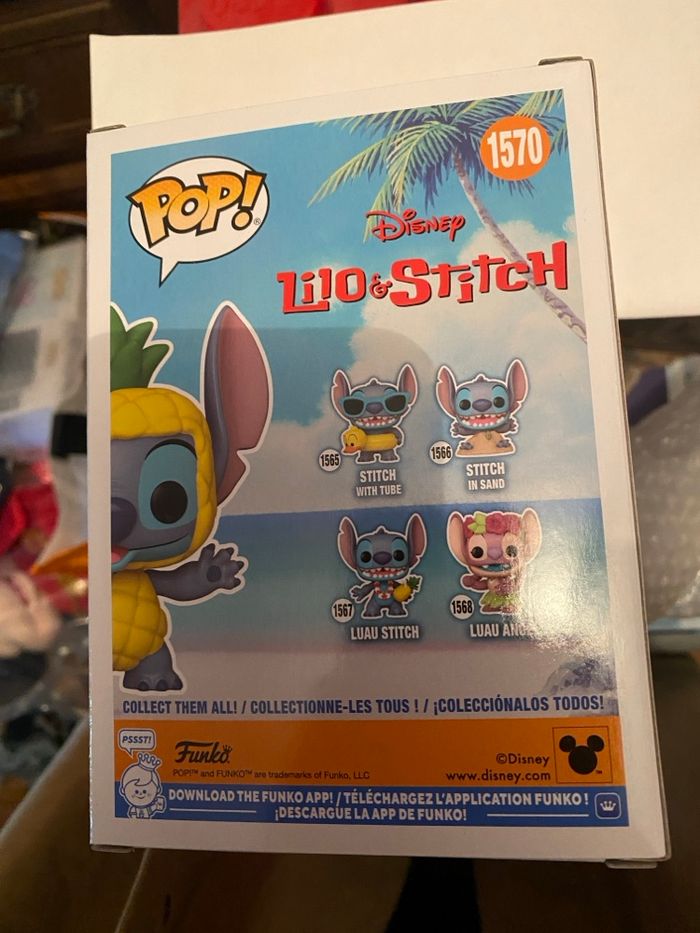 POP!
1570
Disney
Lilo & Stitch
1565
STITCH
WITH TUBE
1566
STITCH
IN SAND
1567
LUAU STITCH
1568
LUAU
COLLECT THEM ALL! / COLLECTIONNE-LES TOUS ! / ¡COLECCIÓNALOS TODOS!
PSSST!
Funko
POP!™ and FUNKO™ are trademarks of Funko, LLC
©Disney
www.disney.com
DOWNLOAD THE FUNKO APP! / TÉLÉCHARGEZ L'APPLICATION FUNKO !
¡DESCARGUE LA APP DE FUNKO!